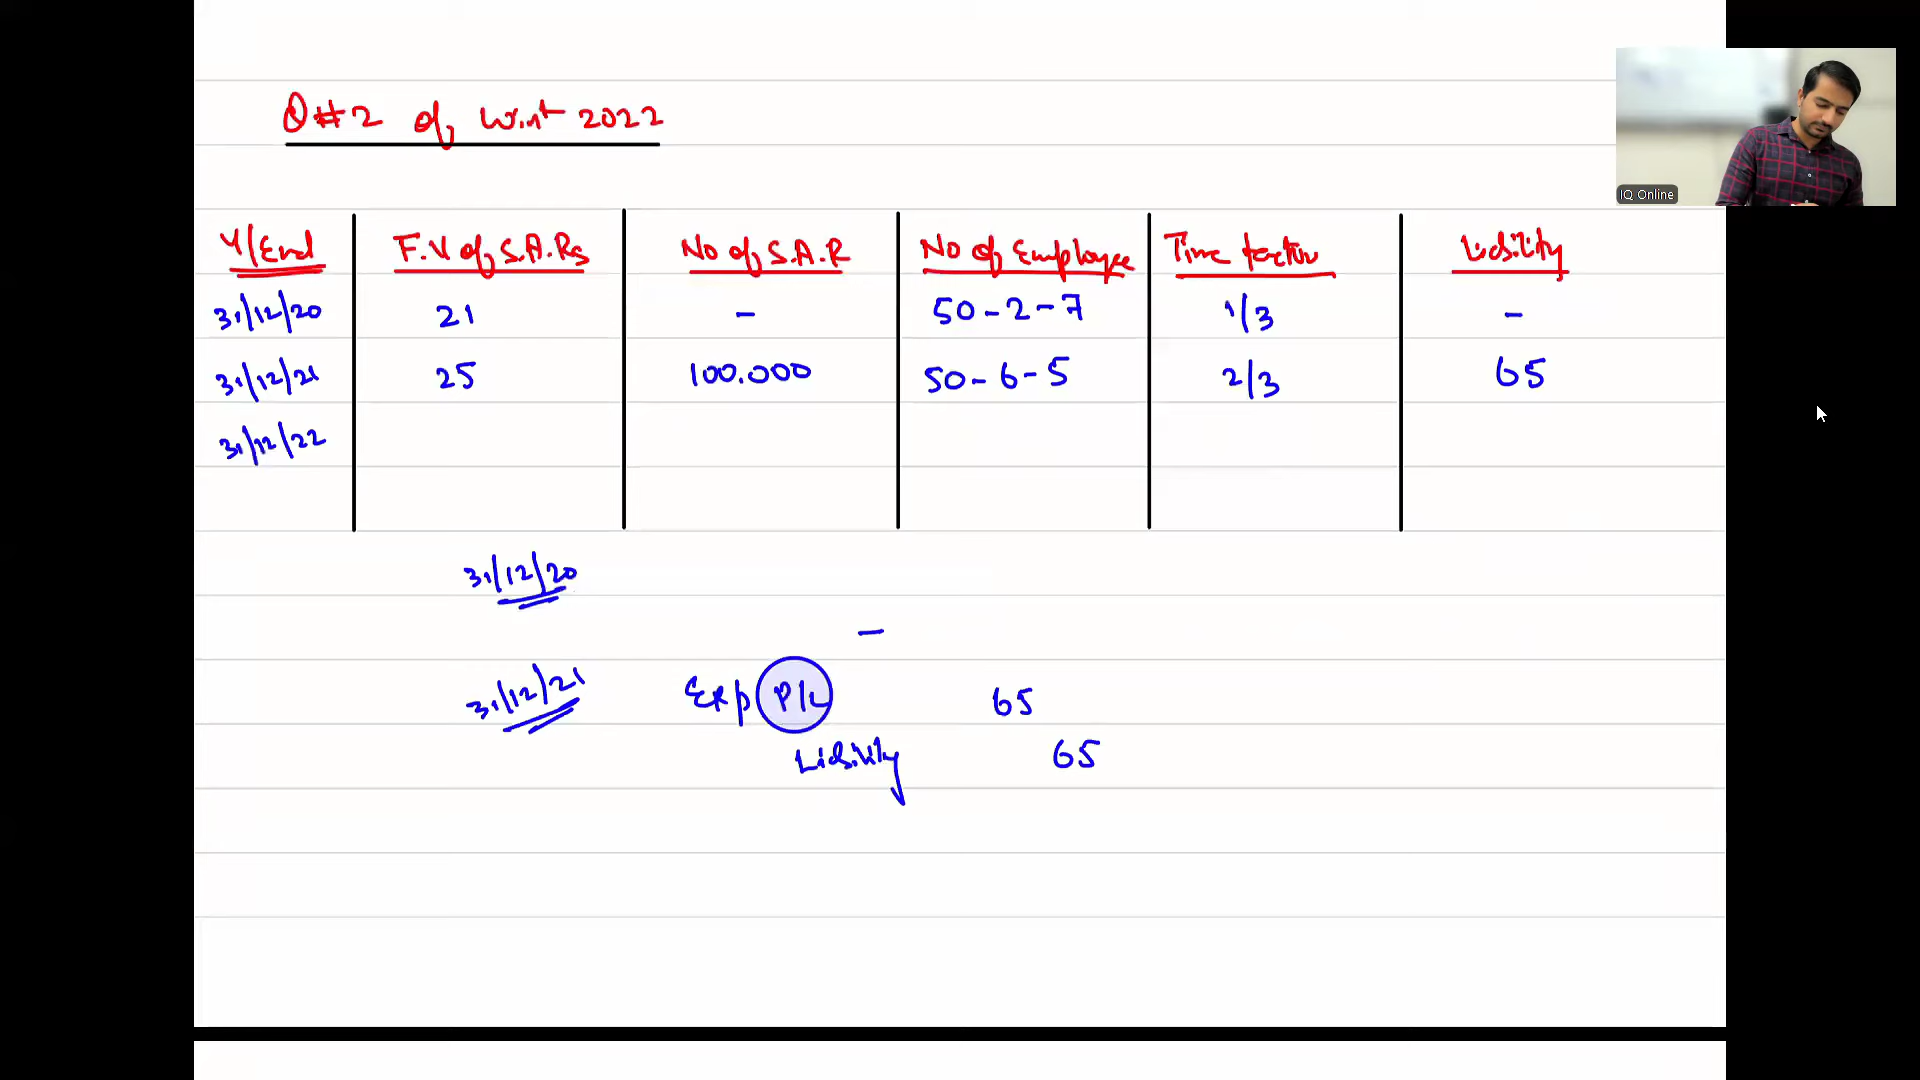 Q#2 of Wint 2022
IQ Online
Y/End F.V of S.A.Rs No of S.A.R No of Employee Time factor Liability
31/12/20 21 - 50-2-7 1/3 -
31/12/21 25 100.000 50-6-5 2/3 65
31/12/22
31/12/20
-
31/12/21 Exp P/L 65
Liability 65